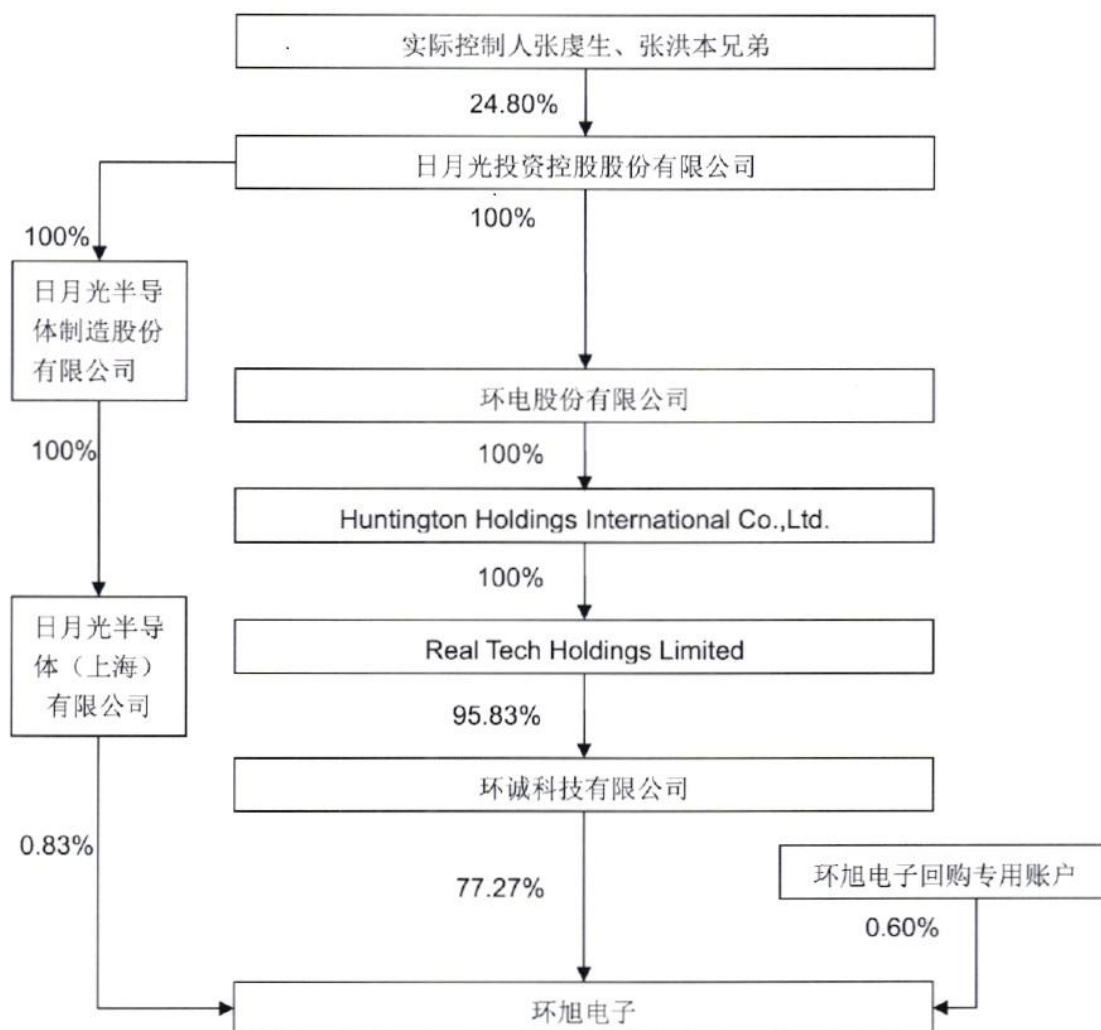 实际控制人张虔生、张洪本兄弟
24.80%
日月光投资控股股份有限公司
100%
100%
日月光半导
体制造股份
有限公司
环电股份有限公司
100%
100%
Huntington Holdings International Co.,Ltd.
100%
日月光半导
体（上海）
有限公司
Real Tech Holdings Limited
95.83%
环诚科技有限公司
0.83%
77.27%
环旭电子回购专用账户
0.60%
环旭电子